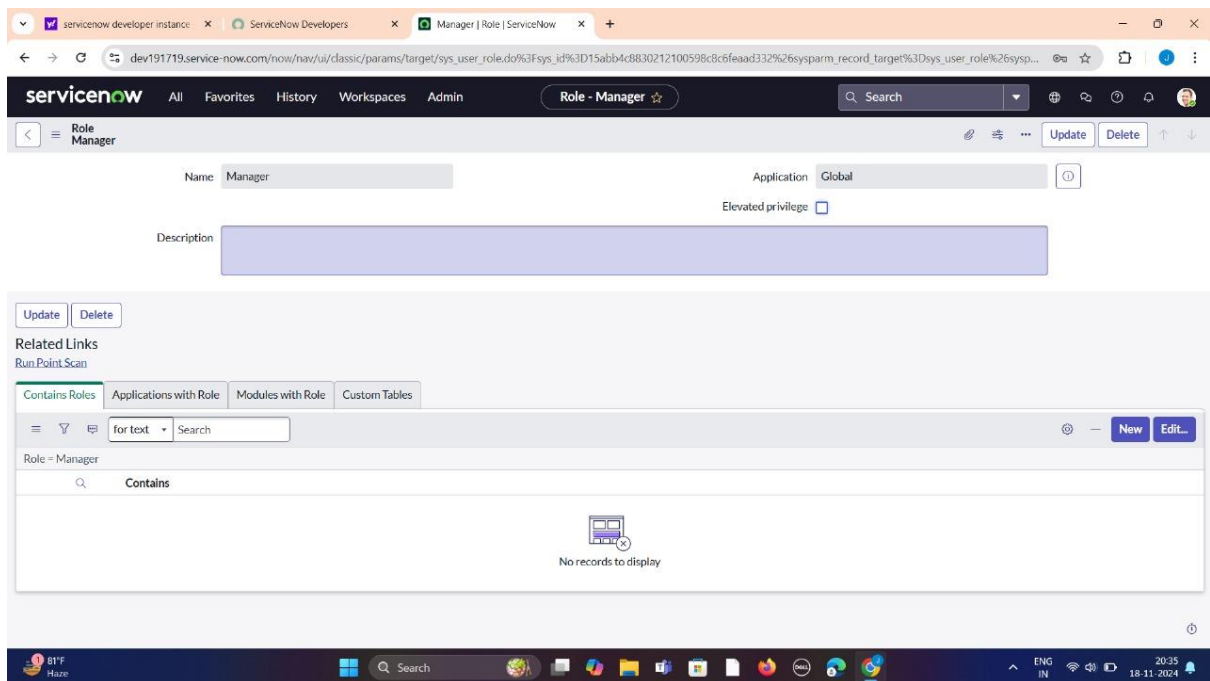 servicenow developer instance
ServiceNow Developers
Manager | Role | ServiceNow
dev191719.service-now.com/now/nav/ui/classic/params/target/sys_user_role.do%3Fsys_id%3D15abb4c8830212100598c8c6feaad332%26sysparm_record_target%3Dsys_user_role%26sysp...
servicenow All Favorites History Workspaces Admin Role - Manager Search
Role
Manager
Update Delete
Name Manager Application Global
Elevated privilege
Description
Update Delete
Related Links
Run Point Scan
Contains Roles Applications with Role Modules with Role Custom Tables
for text Search New Edit...
Role = Manager
Contains
No records to display
1 81°F
Haze
Search
ENG
IN
20:35
18-11-2024